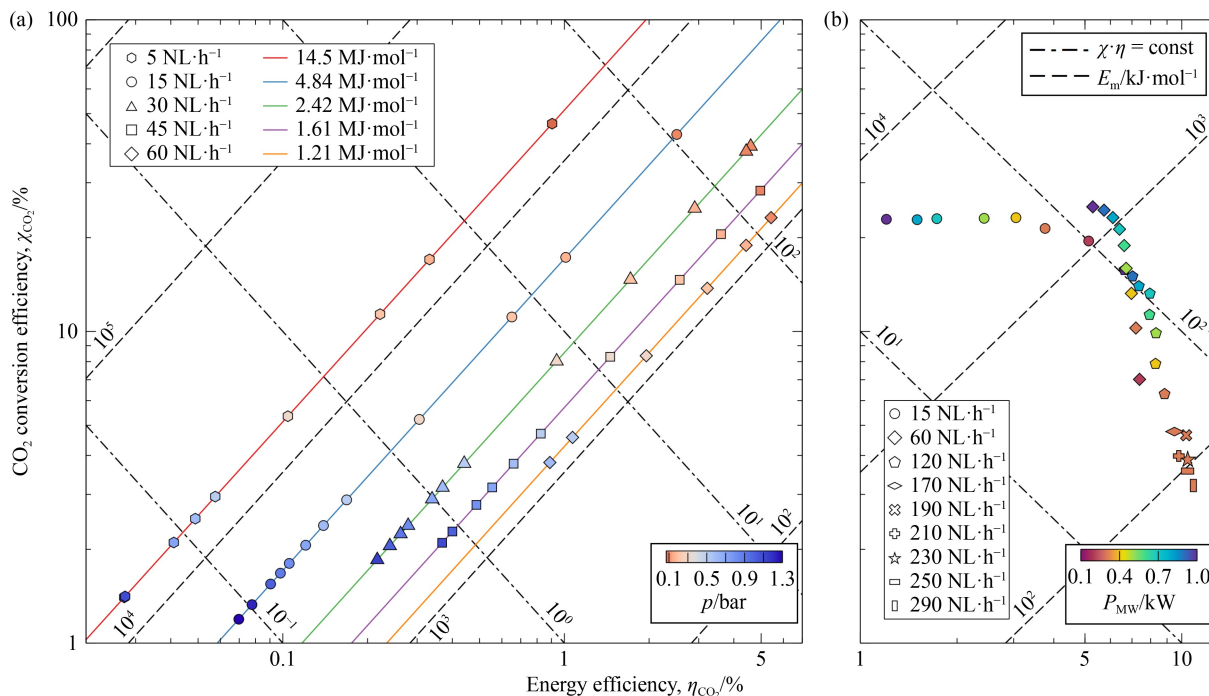 (a)
CO₂ conversion efficiency, χCO₂/%
100
10
1
5 NL·h⁻¹ 14.5 MJ·mol⁻¹
15 NL·h⁻¹ 4.84 MJ·mol⁻¹
30 NL·h⁻¹ 2.42 MJ·mol⁻¹
45 NL·h⁻¹ 1.61 MJ·mol⁻¹
60 NL·h⁻¹ 1.21 MJ·mol⁻¹
10²
10⁵
10¹
10²
10⁴
10⁻¹
10³
10⁰
0.1 0.5 0.9 1.3
p/bar
0.1 1 5
Energy efficiency, ηCO₂/%
(b)
χ·η = const
Eₘ/kJ·mol⁻¹
10⁴
10³
10¹
10²
10²
15 NL·h⁻¹
60 NL·h⁻¹
120 NL·h⁻¹
170 NL·h⁻¹
190 NL·h⁻¹
210 NL·h⁻¹
230 NL·h⁻¹
250 NL·h⁻¹
290 NL·h⁻¹
0.1 0.4 0.7 1.0
P_MW/kW
1 5 10